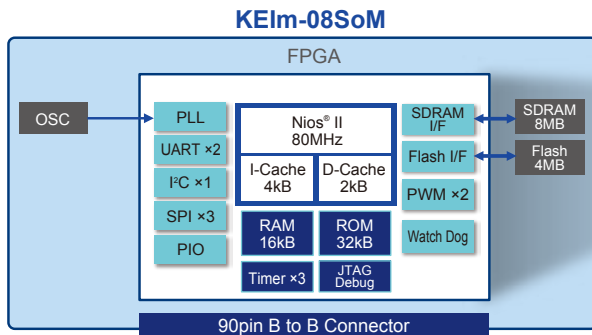 KEIm-08SoM
FPGA
OSC
PLL
UART ×2
I²C ×1
SPI ×3
PIO
Nios® II
80MHz
I-Cache
4kB
D-Cache
2kB
RAM
16kB
ROM
32kB
Timer ×3
JTAG
Debug
SDRAM
I/F
Flash I/F
PWM ×2
Watch Dog
SDRAM
8MB
Flash
4MB
90pin B to B Connector